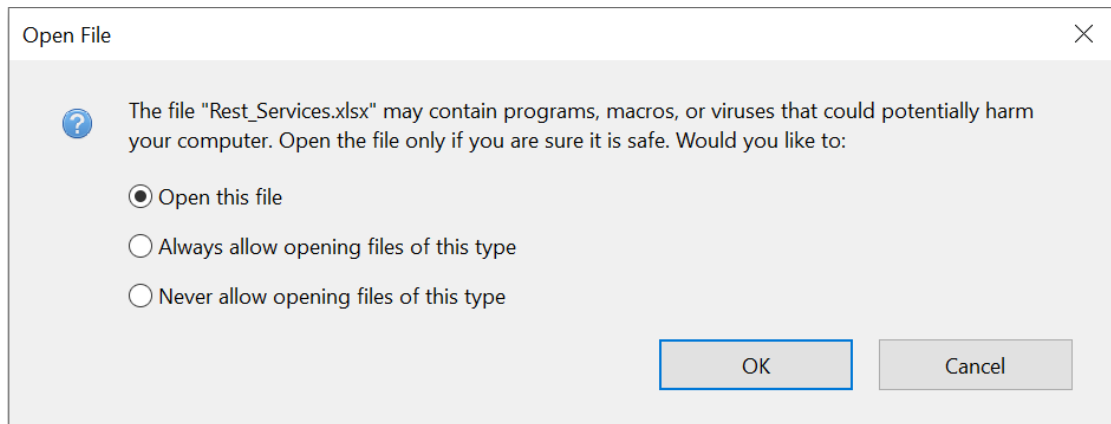 Open File
The file "Rest_Services.xlsx" may contain programs, macros, or viruses that could potentially harm
your computer. Open the file only if you are sure it is safe. Would you like to:
Open this file
Always allow opening files of this type
Never allow opening files of this type
OK Cancel